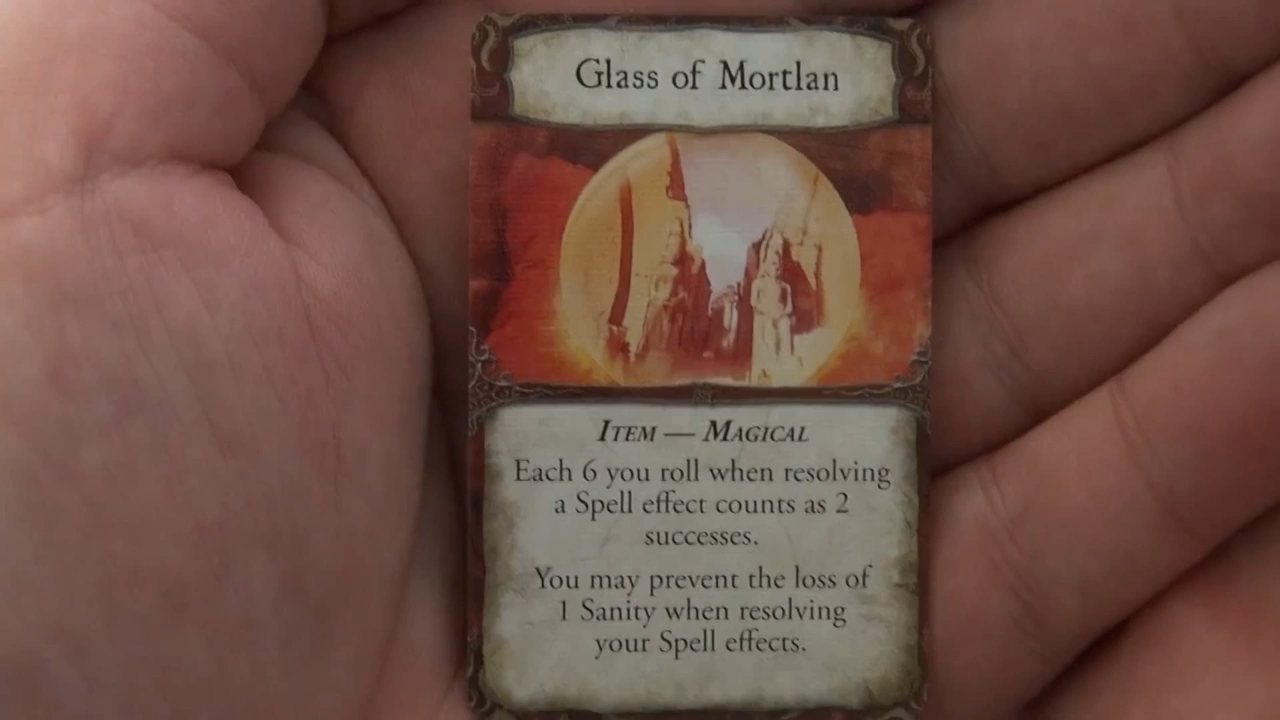 Glass of Mortlan
Item — Magical
Each 6 you roll when resolving
a Spell effect counts as 2
successes.
You may prevent the loss of
1 Sanity when resolving
your Spell effects.